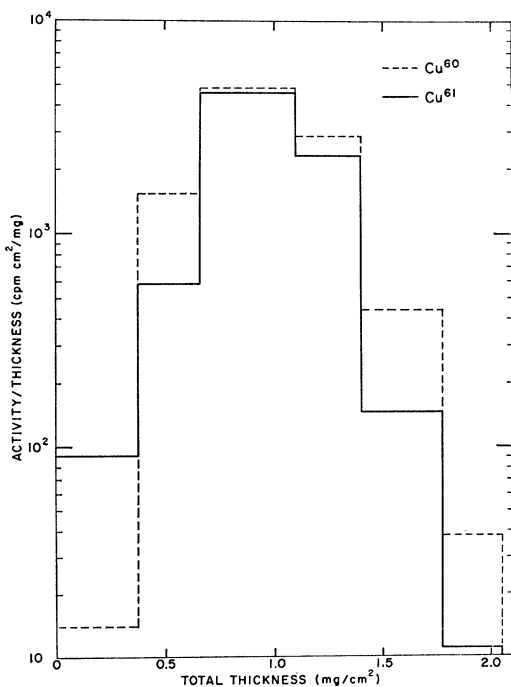 10⁴
Cu⁶⁰
Cu⁶¹
10³
10²
10
ACTIVITY/THICKNESS (cpm cm²/mg)
0 0.5 1.0 1.5 2.0
TOTAL THICKNESS (mg/cm²)